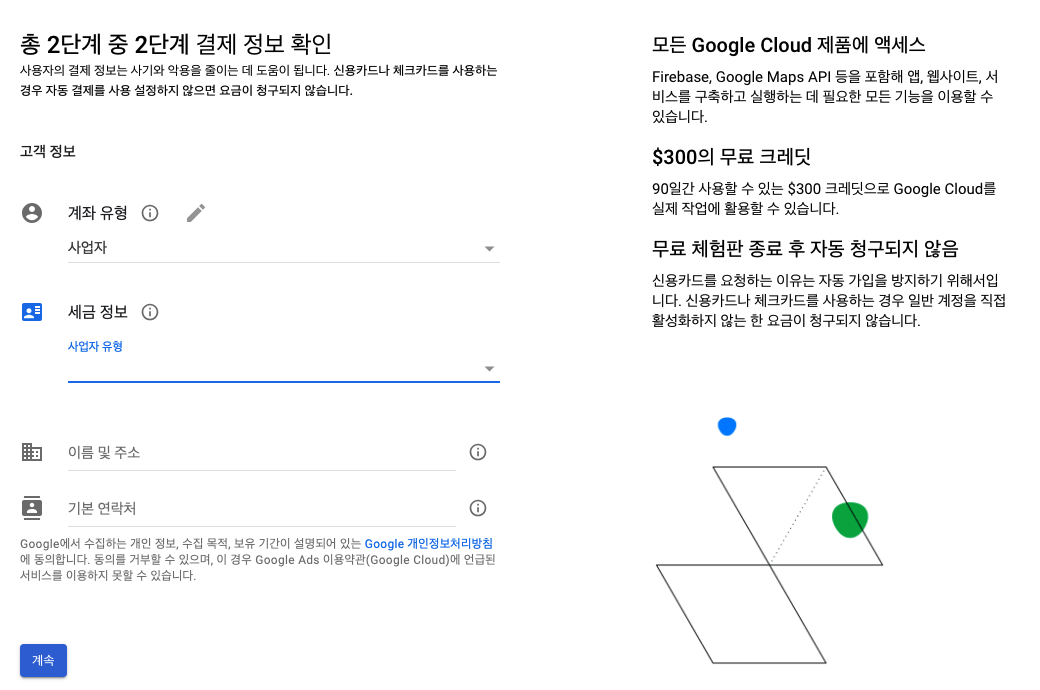 총 2단계 중 2단계 결제 정보 확인
사용자의 결제 정보는 사기와 악용을 줄이는 데 도움이 됩니다. 신용카드나 체크카드를 사용하는
경우 자동 결제를 사용 설정하지 않으면 요금이 청구되지 않습니다.
고객 정보
계좌 유형
사업자
세금 정보
사업자 유형
이름 및 주소
기본 연락처
Google에서 수집하는 개인 정보, 수집 목적, 보유 기간이 설명되어 있는 Google 개인정보처리방침
에 동의합니다. 동의를 거부할 수 있으며, 이 경우 Google Ads 이용약관(Google Cloud)에 언급된
서비스를 이용하지 못할 수 있습니다.
계속
모든 Google Cloud 제품에 액세스
Firebase, Google Maps API 등을 포함해 앱, 웹사이트, 서
비스를 구축하고 실행하는 데 필요한 모든 기능을 이용할 수
있습니다.
$300의 무료 크레딧
90일간 사용할 수 있는 $300 크레딧으로 Google Cloud를
실제 작업에 활용할 수 있습니다.
무료 체험판 종료 후 자동 청구되지 않음
신용카드를 요청하는 이유는 자동 가입을 방지하기 위해서입
니다. 신용카드나 체크카드를 사용하는 경우 일반 계정을 직접
활성화하지 않는 한 요금이 청구되지 않습니다.